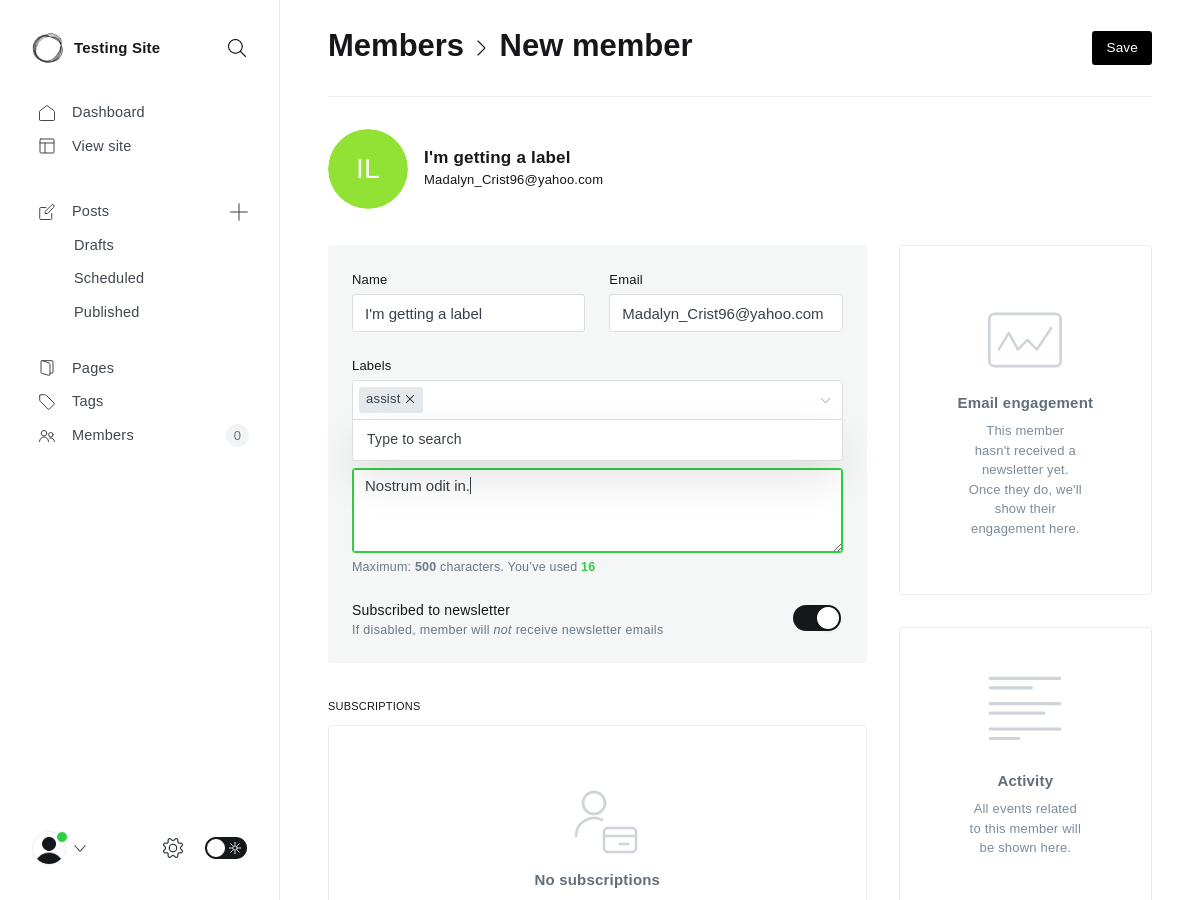 Testing Site
Dashboard
View site
Posts
Drafts
Scheduled
Published
Pages
Tags
Members
0
Members
New member
Save
IL
I'm getting a label
Madalyn_Crist96@yahoo.com
Name
Email
I'm getting a label
Madalyn_Crist96@yahoo.com
Labels
assist
Type to search
Nostrum odit in.
Maximum: 500 characters. You've used 16
Subscribed to newsletter
If disabled, member will not receive newsletter emails
SUBSCRIPTIONS
No subscriptions
Email engagement
This member
hasn't received a
newsletter yet.
Once they do, we'll
show their
engagement here.
Activity
All events related
to this member will
be shown here.